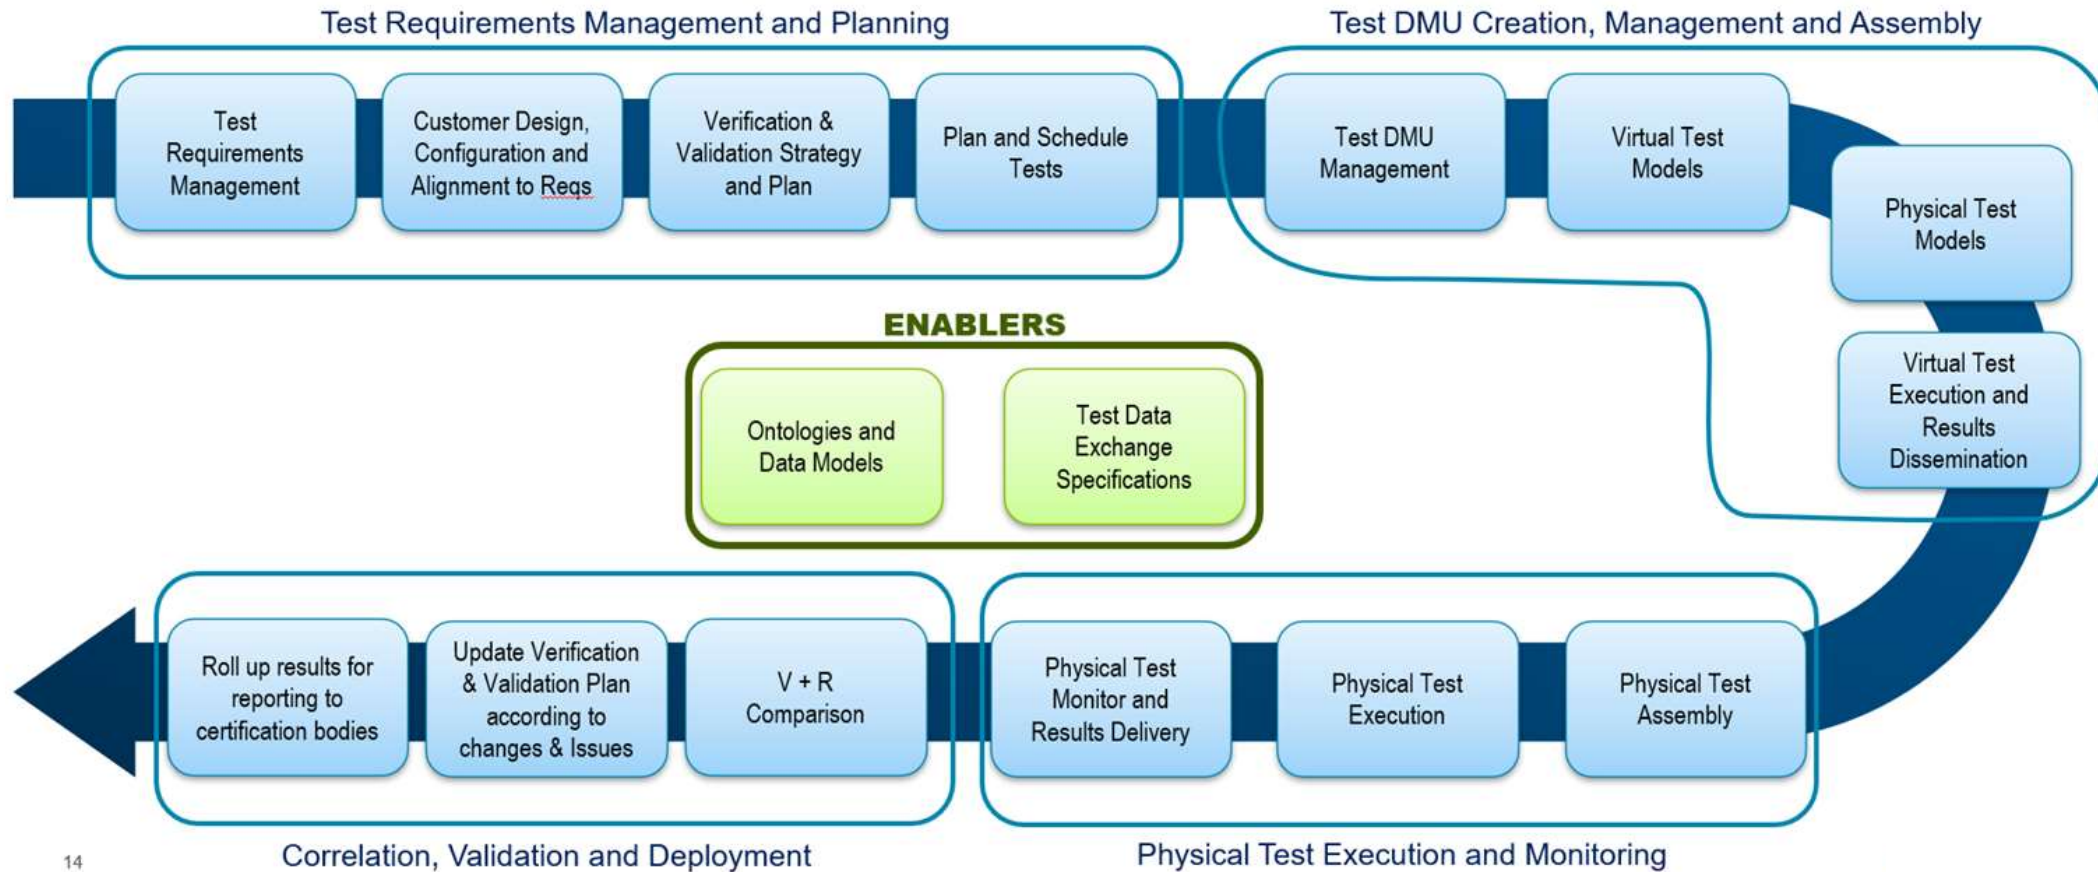 Test Requirements Management and Planning
Test
Requirements
Management
Customer Design,
Configuration and
Alignment to Reqs
Verification &
Validation Strategy
and Plan
Plan and Schedule
Tests
Test DMU Creation, Management and Assembly
Test DMU
Management
Virtual Test
Models
Physical Test
Models
Virtual Test
Execution and
Results
Dissemination
ENABLERS
Ontologies and
Data Models
Test Data
Exchange
Specifications
Physical Test
Assembly
Physical Test
Execution
Physical Test
Monitor and
Results Delivery
Physical Test Execution and Monitoring
V + R
Comparison
Update Verification
& Validation Plan
according to
changes & Issues
Roll up results for
reporting to
certification bodies
Correlation, Validation and Deployment
14